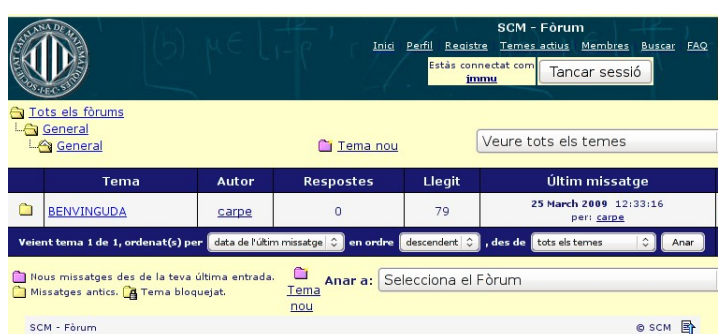 SCM - Fòrum
Inici Perfil Registre Temes actius Membres Buscar FAQ
Estàs connectat com
jmmu
Tancar sessió
Tots els fòrums
General
General
Tema nou
Veure tots els temes
Tema Autor Respostes Llegit Últim missatge
BENVINGUDA carpe 0 79 25 March 2009 12:33:16
per: carpe
Veient tema 1 de 1, ordenat(s) per data de l'últim missatge en ordre descendent , des de tots els temes Anar
Nous missatges des de la teva última entrada.
Missatges antics. Tema bloquejat.
Tema
nou
Anar a: Selecciona el Fòrum
SCM - Fòrum © SCM